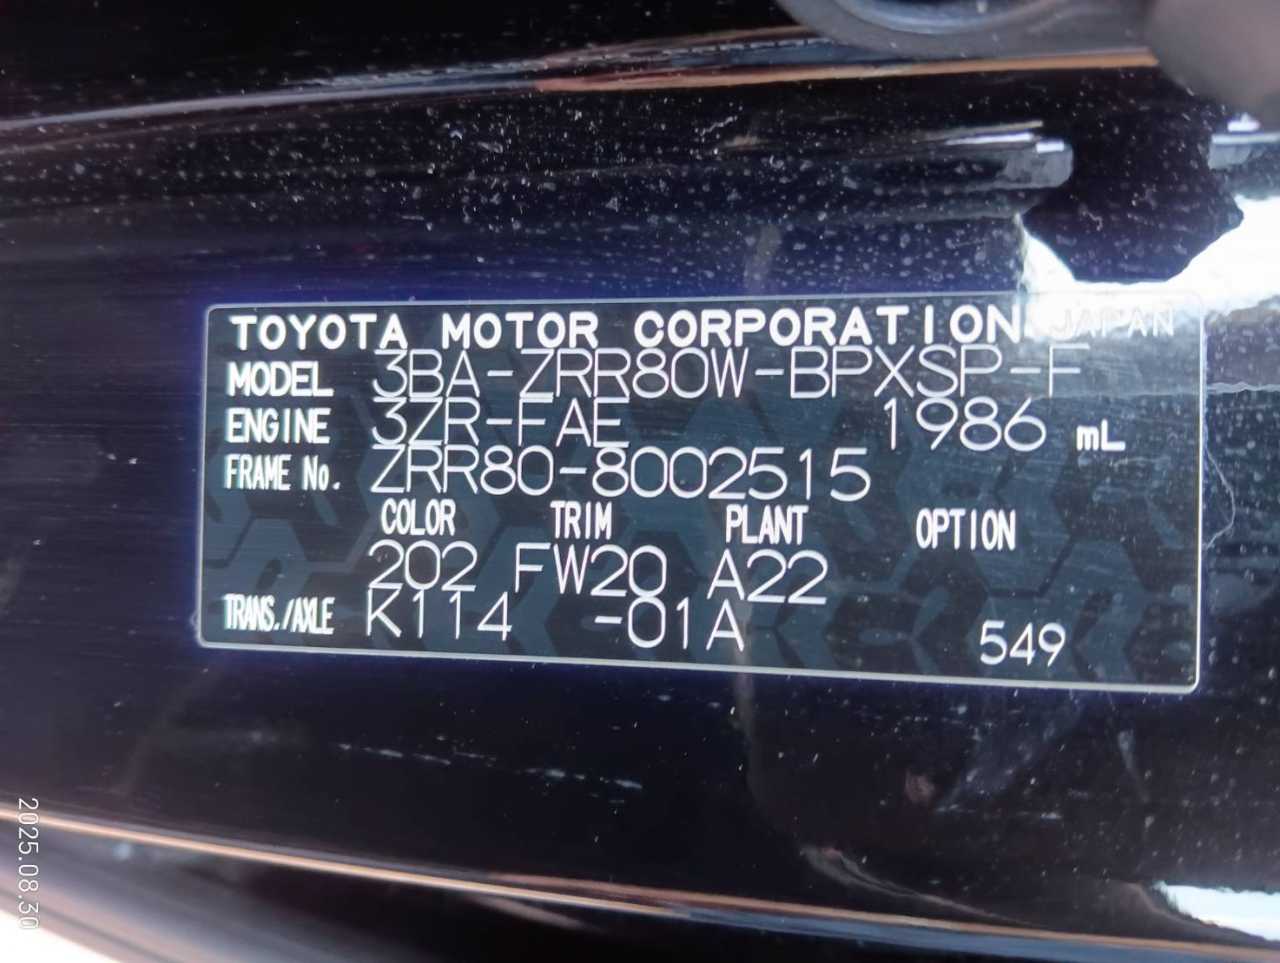 TOYOTA MOTOR CORPORATION JAPAN
MODEL 3BA-ZRR80W-BPXSP-F
ENGINE 3ZR-FAE 1986 mL
FRAME No. ZRR80-8002515
COLOR TRIM PLANT OPTION
202 FW20 A22
TRANS./AXLE K114 -01A 549
2025.08.30